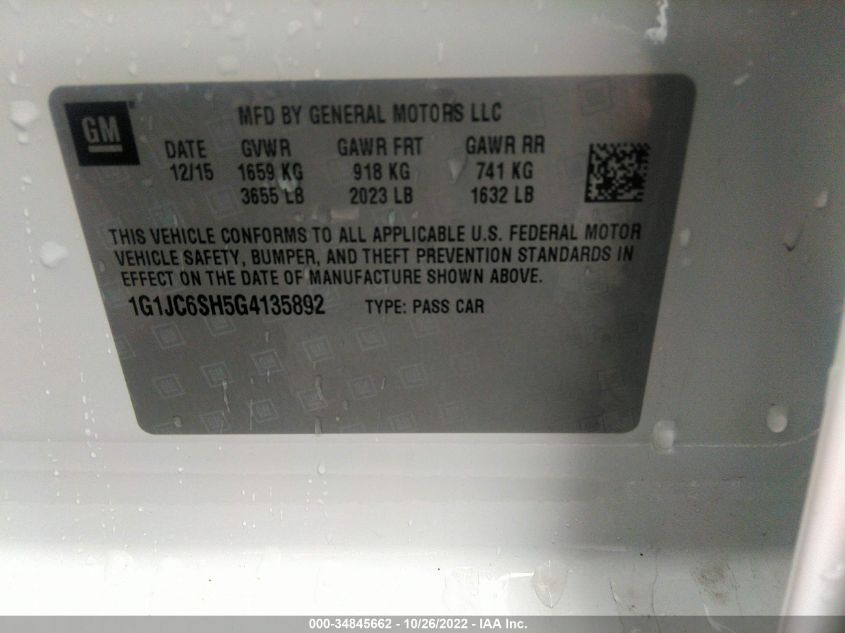 GM
MFD BY GENERAL MOTORS LLC
DATE GVWR GAWR FRT GAWR RR
12/15 1659 KG 918 KG 741 KG
3655 LB 2023 LB 1632 LB
THIS VEHICLE CONFORMS TO ALL APPLICABLE U.S. FEDERAL MOTOR
VEHICLE SAFETY, BUMPER, AND THEFT PREVENTION STANDARDS IN
EFFECT ON THE DATE OF MANUFACTURE SHOWN ABOVE.
1G1JC6SH5G4135892 TYPE: PASS CAR
000-34845662 - 10/26/2022 - IAA Inc.